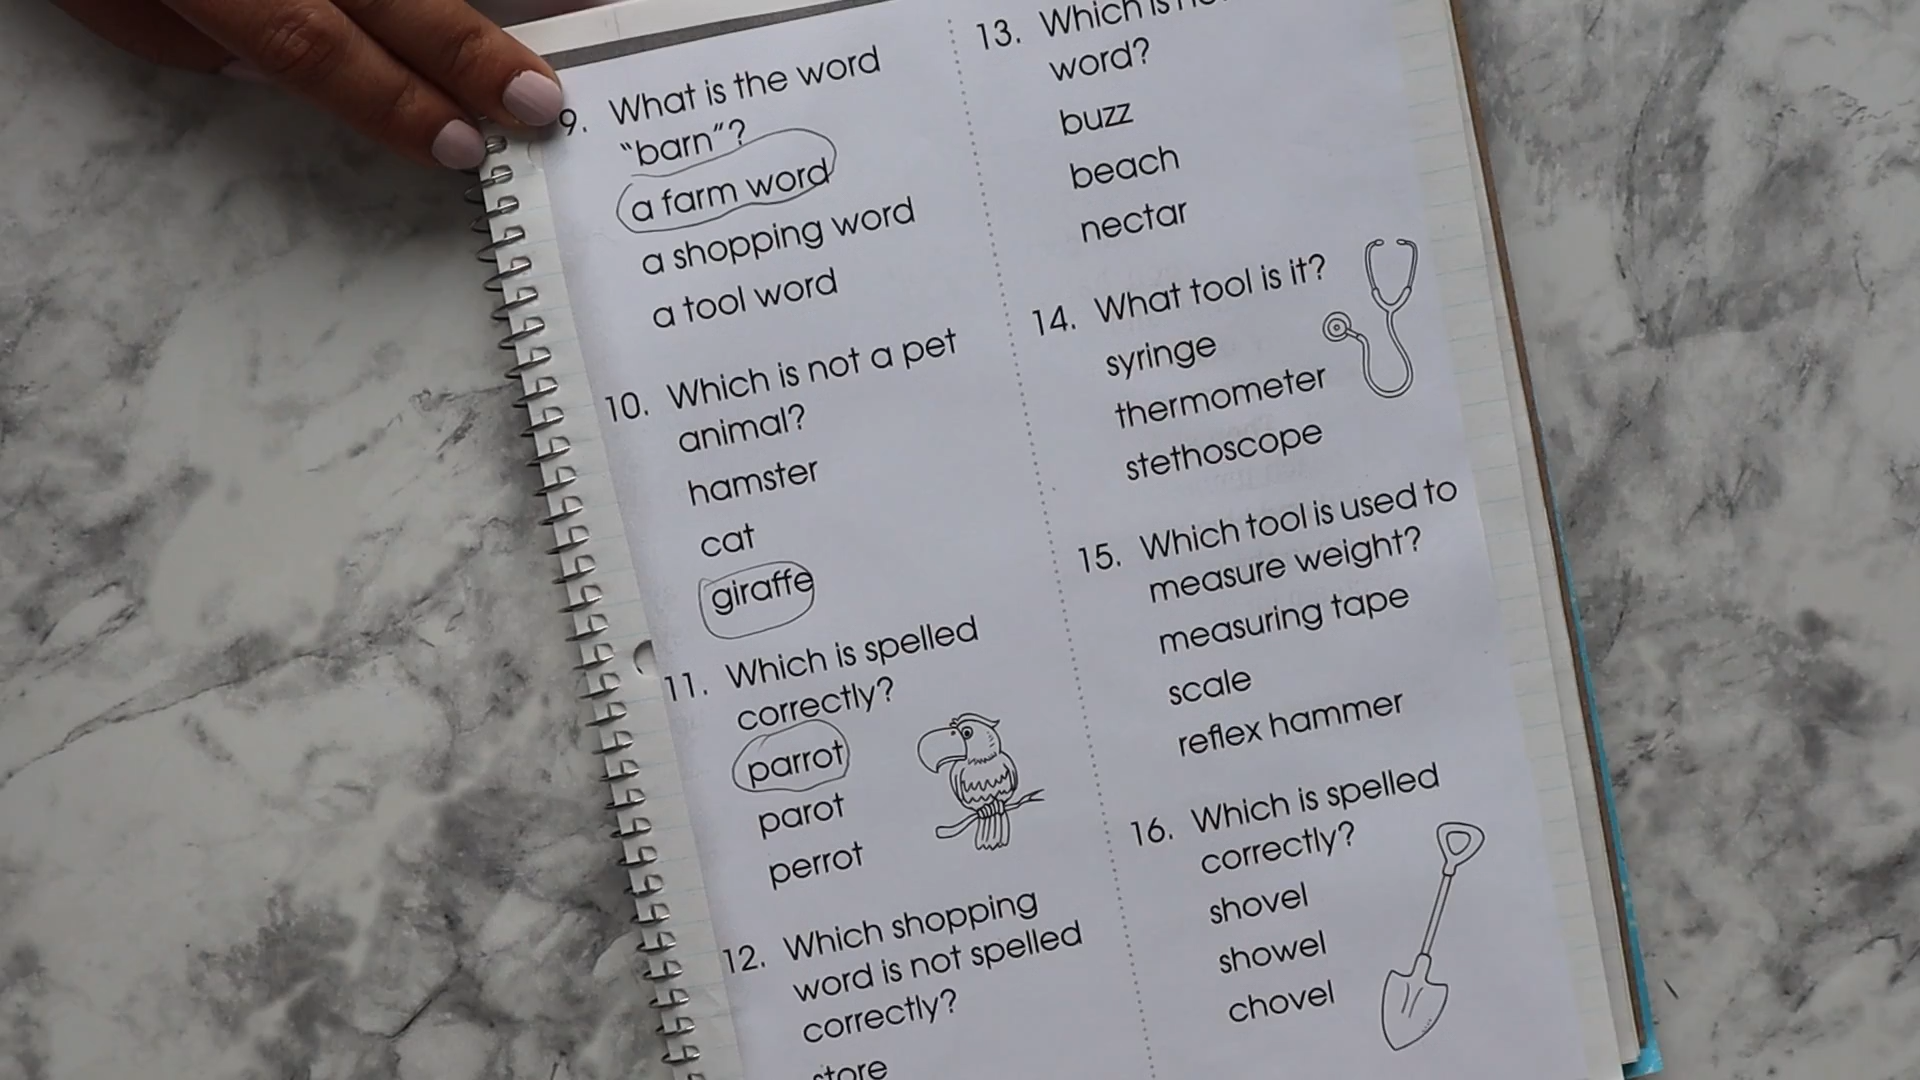 9. What is the word
"barn"?
a farm word
a shopping word
a tool word
10. Which is not a pet
animal?
hamster
cat
giraffe
11. Which is spelled
correctly?
parrot
parot
perrot
12. Which shopping
word is not spelled
correctly?
store
13. Which is
word?
buzz
beach
nectar
14. What tool is it?
syringe
thermometer
stethoscope
15. Which tool is used to
measure weight?
measuring tape
scale
reflex hammer
16. Which is spelled
correctly?
shovel
showel
chovel